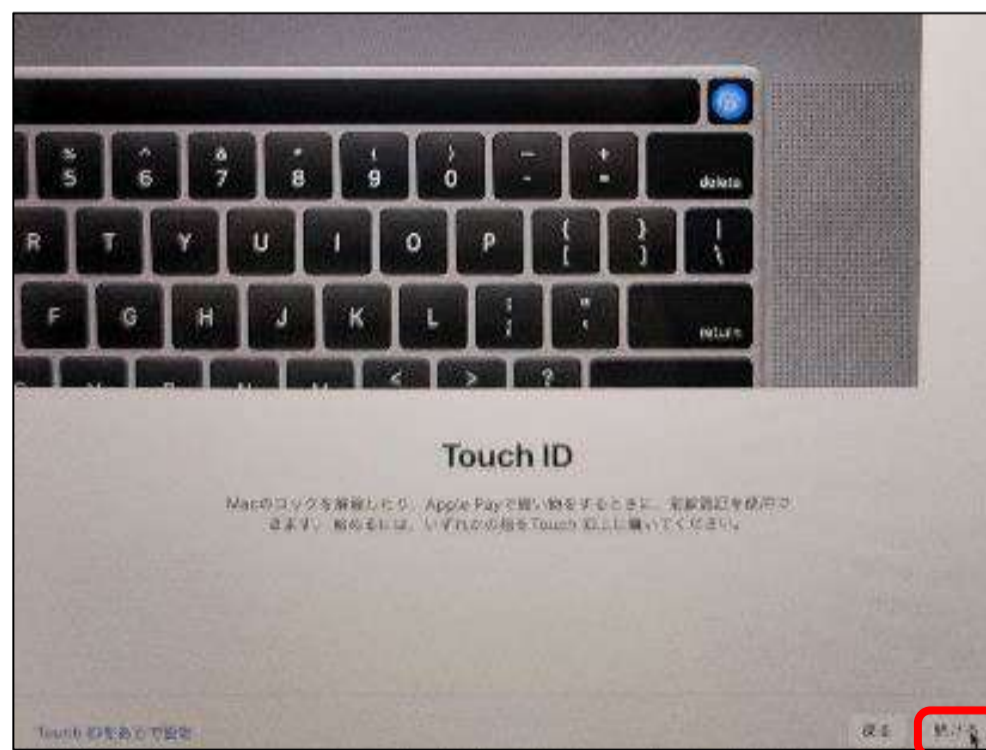 % ^ & * ( ) — +
5 6 7 8 9 0 - = delete
R T Y U I O P { } |
[ ] \
F G H J K L : "
; ' return
< > ?
Touch ID
Macのロックを解除したり、Apple Payで買い物をするときに、指紋認証を使用で
きます。始めるには、いずれかの指をTouch ID上に置いてください。
Touch IDをあとで設定
戻る 続ける